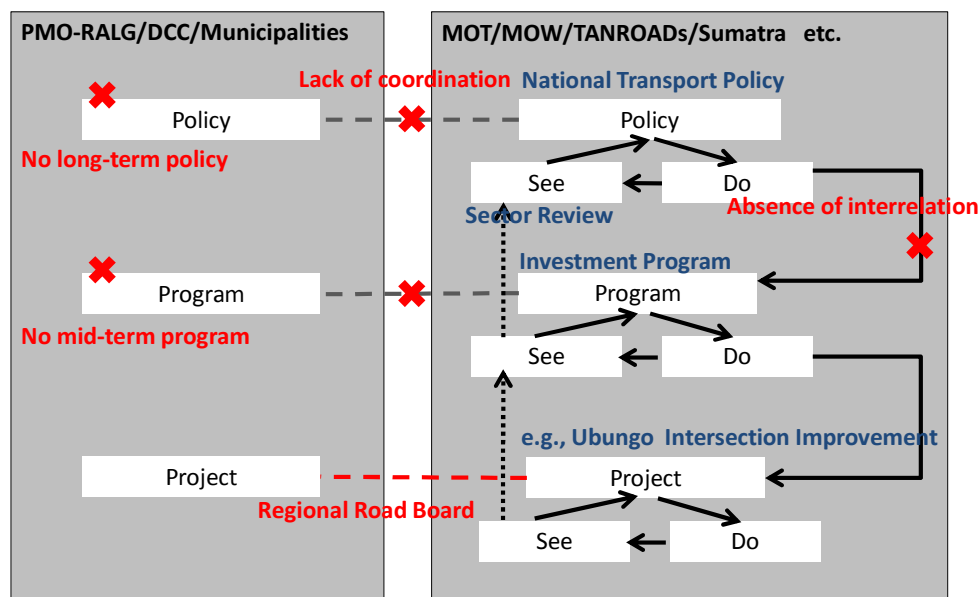 PMO-RALG/DCC/Municipalities
MOT/MOW/TANROADs/Sumatra etc.
Lack of coordination
National Transport Policy
Policy
Policy
No long-term policy
See
Do
Sector Review
Absence of interrelation
Investment Program
Program
Program
No mid-term program
See
Do
e.g., Ubungo Intersection Improvement
Project
Project
Regional Road Board
See
Do